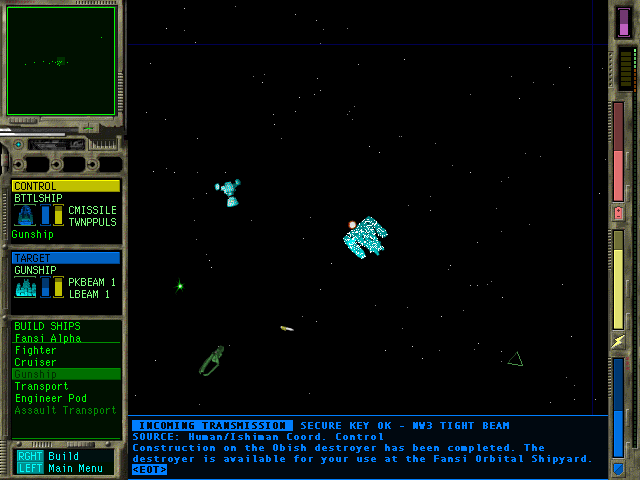 CONTROL
BTTLSHIP
CMISSILE
TWNPPULS
Gunship
TARGET
GUNSHIP
PKBEAM 1
LBEAM 1
BUILD SHIPS
Fansi Alpha
Fighter
Cruiser
Gunship
Transport
Engineer Pod
Assault Transport
RGHT Build
LEFT Main Menu
INCOMING TRANSMISSION SECURE KEY OK - NW3 TIGHT BEAM
SOURCE: Human/Ishiman Coord. Control
Construction on the Obish destroyer has been completed. The
destroyer is available for your use at the Fansi Orbital Shipyard.
<EOT>